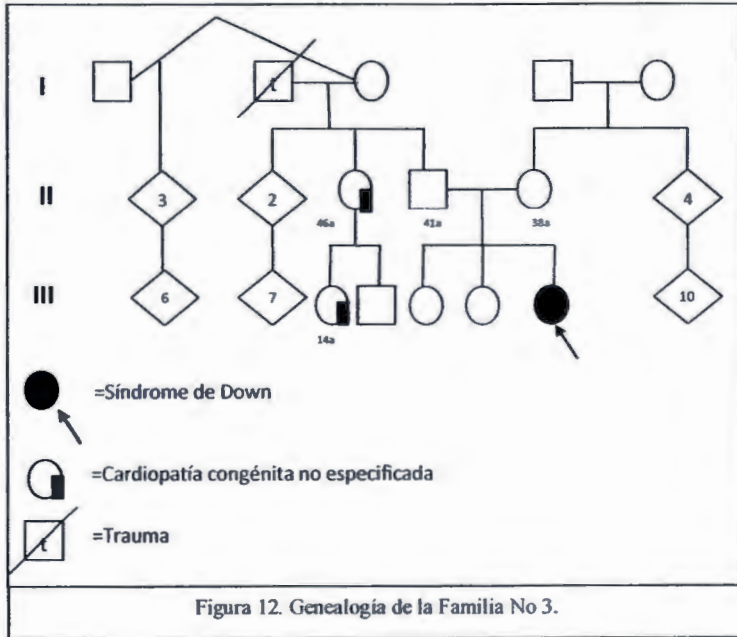 I
t
II
3
2
4
46a
41a
38a
III
6
7
10
14a
=Síndrome de Down
=Cardiopatía congénita no especificada
t
=Trauma
Figura 12. Genealogía de la Familia No 3.